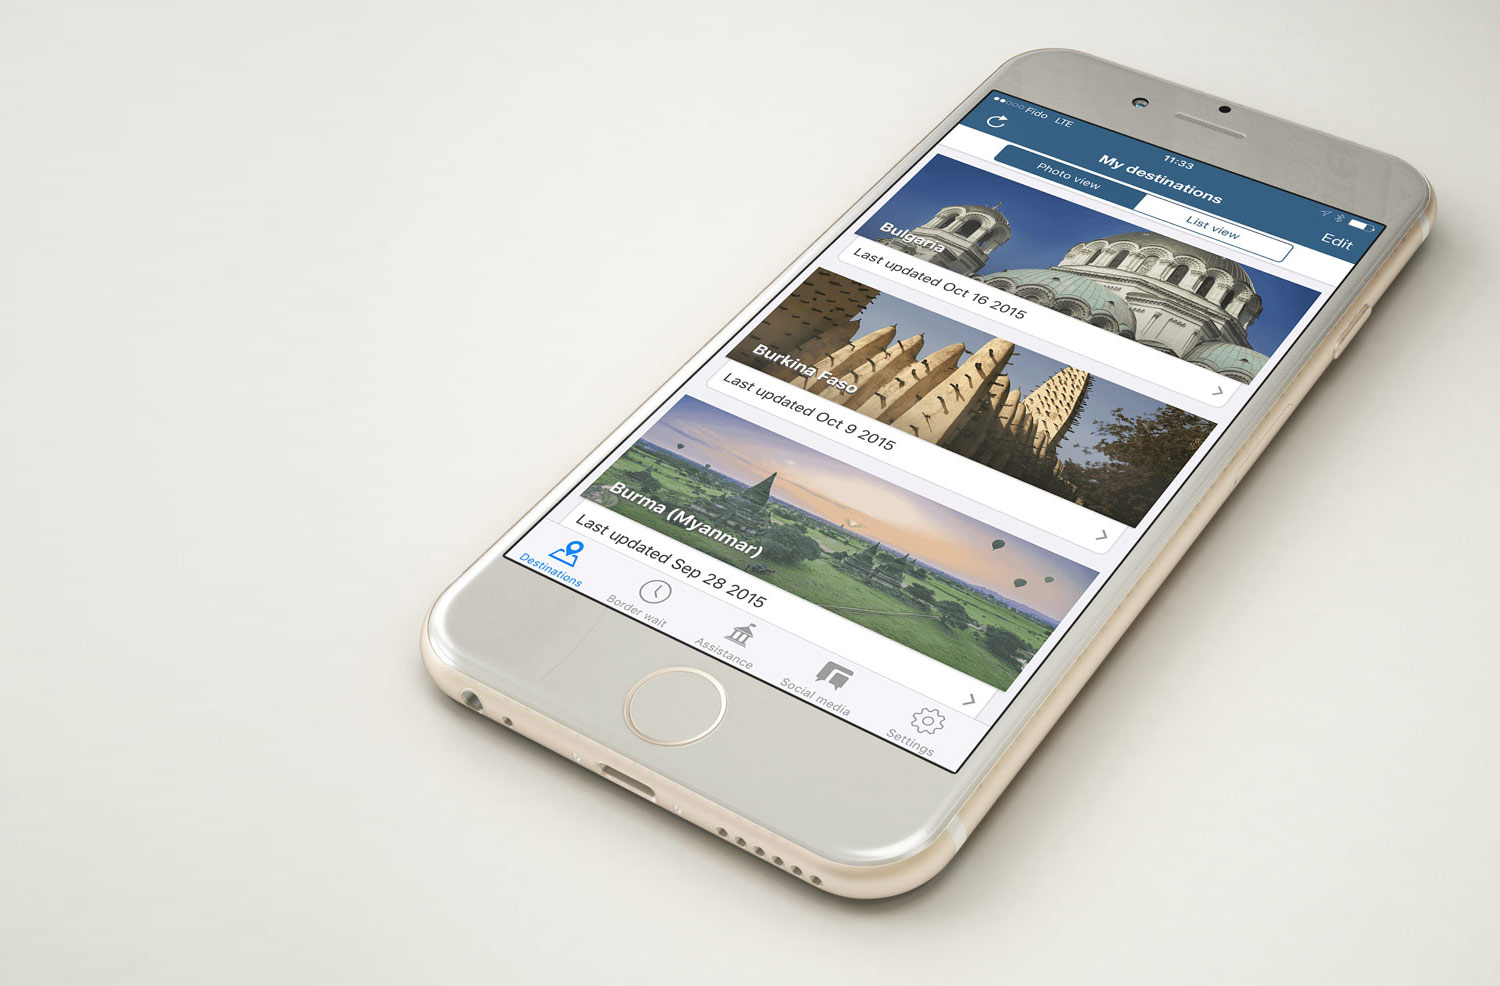 Fido LTE
11:33
My destinations
Edit
Photo view
List view
Bulgaria
Last updated Oct 16 2015
Burkina Faso
Last updated Oct 9 2015
Burma (Myanmar)
Last updated Sep 28 2015
Destinations
Border wait
Assistance
Social media
Settings